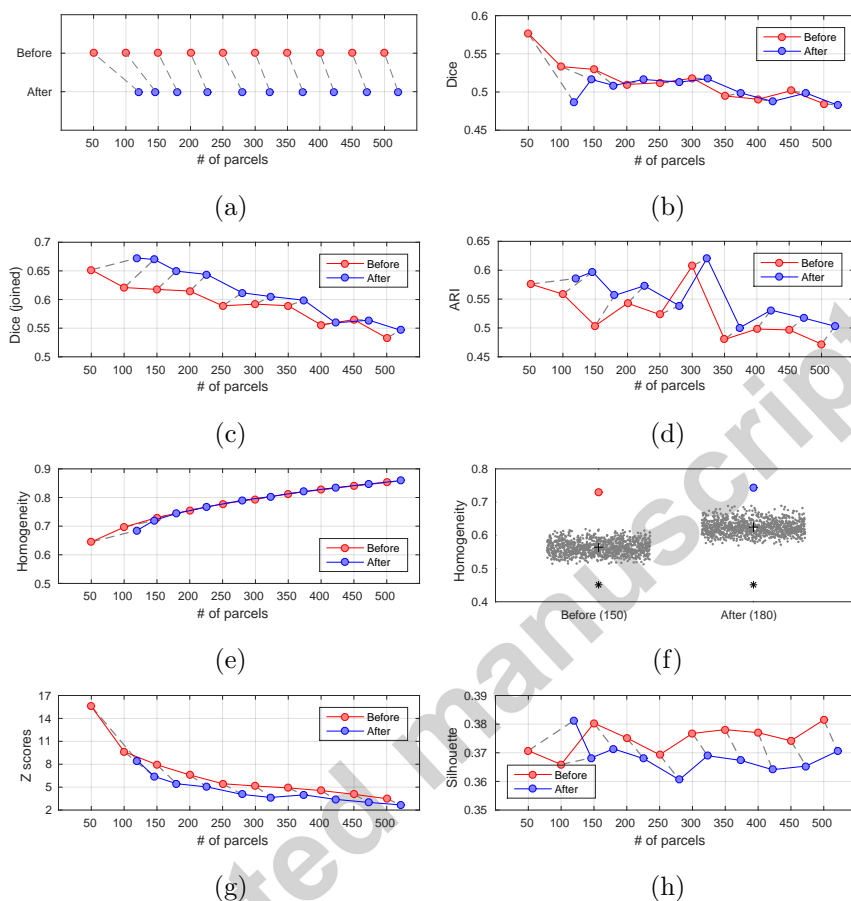 Before
After
50 100 150 200 250 300 350 400 450 500
# of parcels
(a)
0.6
0.55
0.5
0.45
Dice
Before
After
50 100 150 200 250 300 350 400 450 500
# of parcels
(b)
0.7
0.65
0.6
0.55
0.5
Dice (joined)
Before
After
50 100 150 200 250 300 350 400 450 500
# of parcels
(c)
0.65
0.6
0.55
0.5
0.45
ARI
Before
After
50 100 150 200 250 300 350 400 450 500
# of parcels
(d)
0.9
0.8
0.7
0.6
0.5
Homogeneity
Before
After
50 100 150 200 250 300 350 400 450 500
# of parcels
(e)
0.8
0.7
0.6
0.5
0.4
Homogeneity
Before (150) After (180)
(f)
17
14
11
8
5
2
Z scores
Before
After
50 100 150 200 250 300 350 400 450 500
# of parcels
(g)
0.39
0.38
0.37
0.36
0.35
Silhouette
Before
After
50 100 150 200 250 300 350 400 450 500
# of parcels
(h)
ted manuscript